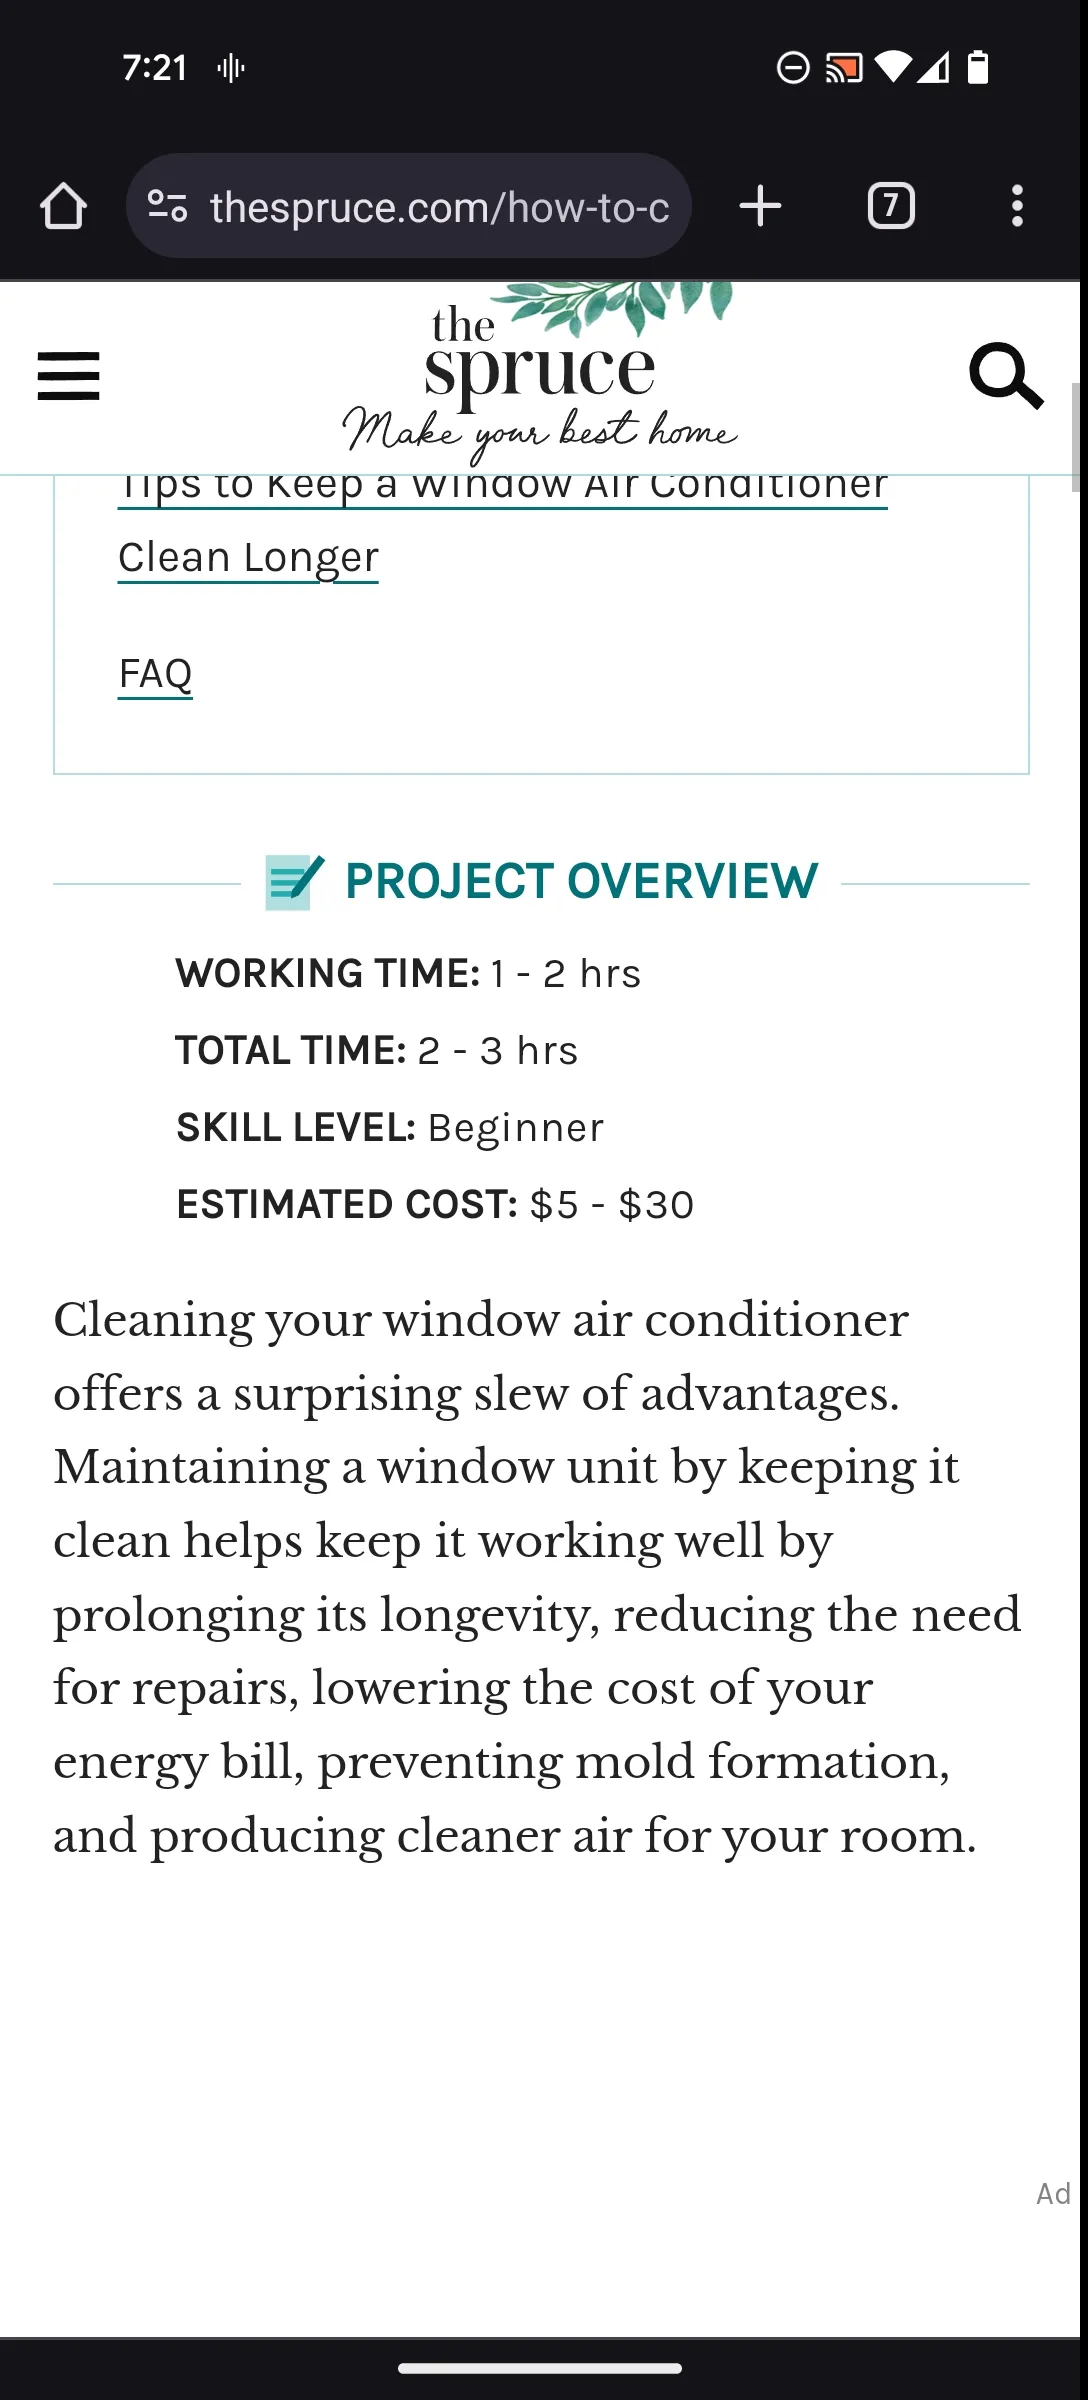 7:21
thespruce.com/how-to-c
7
the
spruce
Make your best home
Tips to Keep a Window Air Conditioner
Clean Longer
FAQ
PROJECT OVERVIEW
WORKING TIME: 1 - 2 hrs
TOTAL TIME: 2 - 3 hrs
SKILL LEVEL: Beginner
ESTIMATED COST: $5 - $30
Cleaning your window air conditioner
offers a surprising slew of advantages.
Maintaining a window unit by keeping it
clean helps keep it working well by
prolonging its longevity, reducing the need
for repairs, lowering the cost of your
energy bill, preventing mold formation,
and producing cleaner air for your room.
Ad